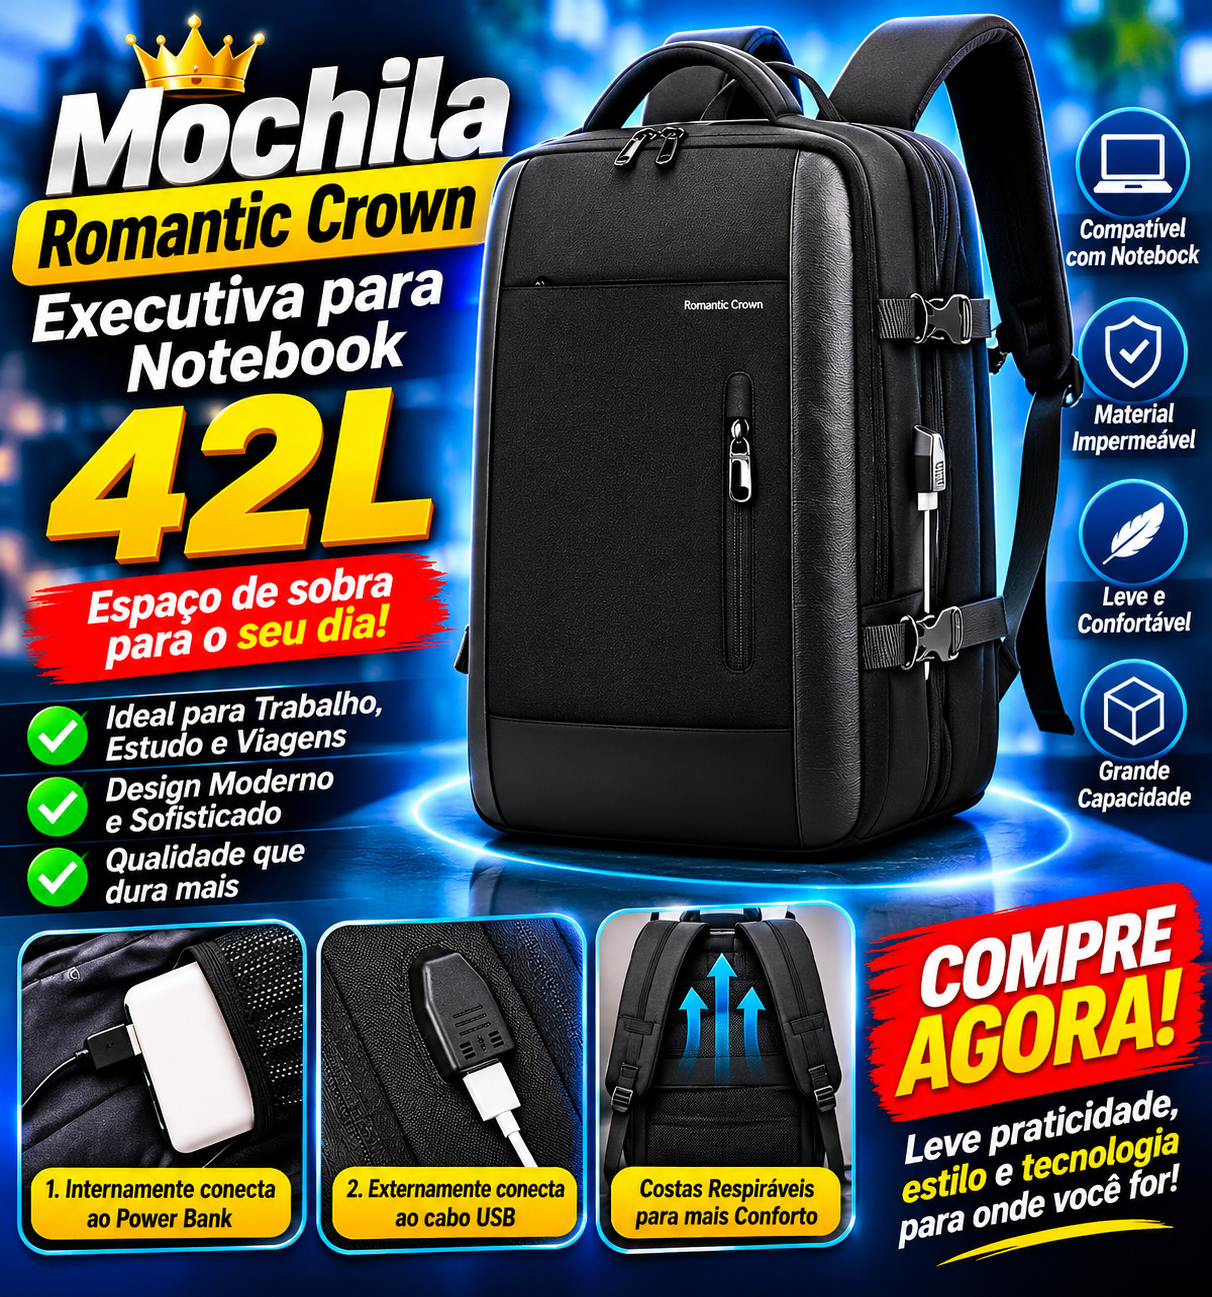 Mochila
Romantic Crown
Executiva para
Notebook
42L
Espaço de sobra
para o seu dia!
Ideal para Trabalho,
Estudo e Viagens
Design Moderno
e Sofisticado
Qualidade que
dura mais
Romantic Crown
Compatível
com Notebock
Material
Impermeável
Leve e
Confortável
Grande
Capacidade
1. Internamente conecta
ao Power Bank
2. Externamente conecta
ao cabo USB
Costas Respiráveis
para mais Conforto
COMPRE
AGORA!
Leve praticidade,
estilo e tecnologia
para onde você for!